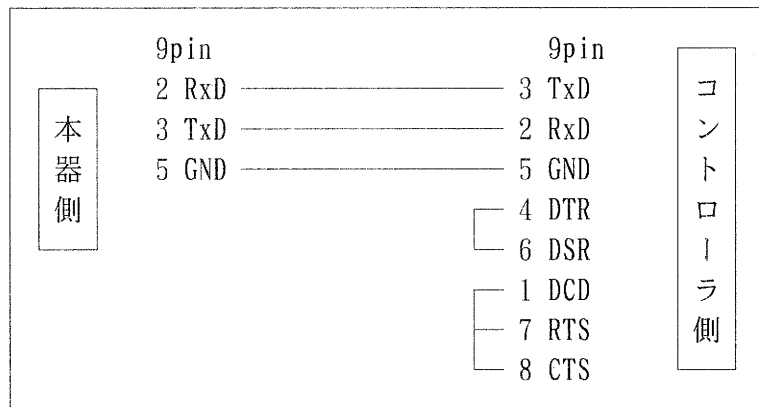 9pin 9pin
2 RxD 3 TxD
3 TxD 2 RxD
5 GND 5 GND
4 DTR
6 DSR
1 DCD
7 RTS
8 CTS
本器側
コントローラ側